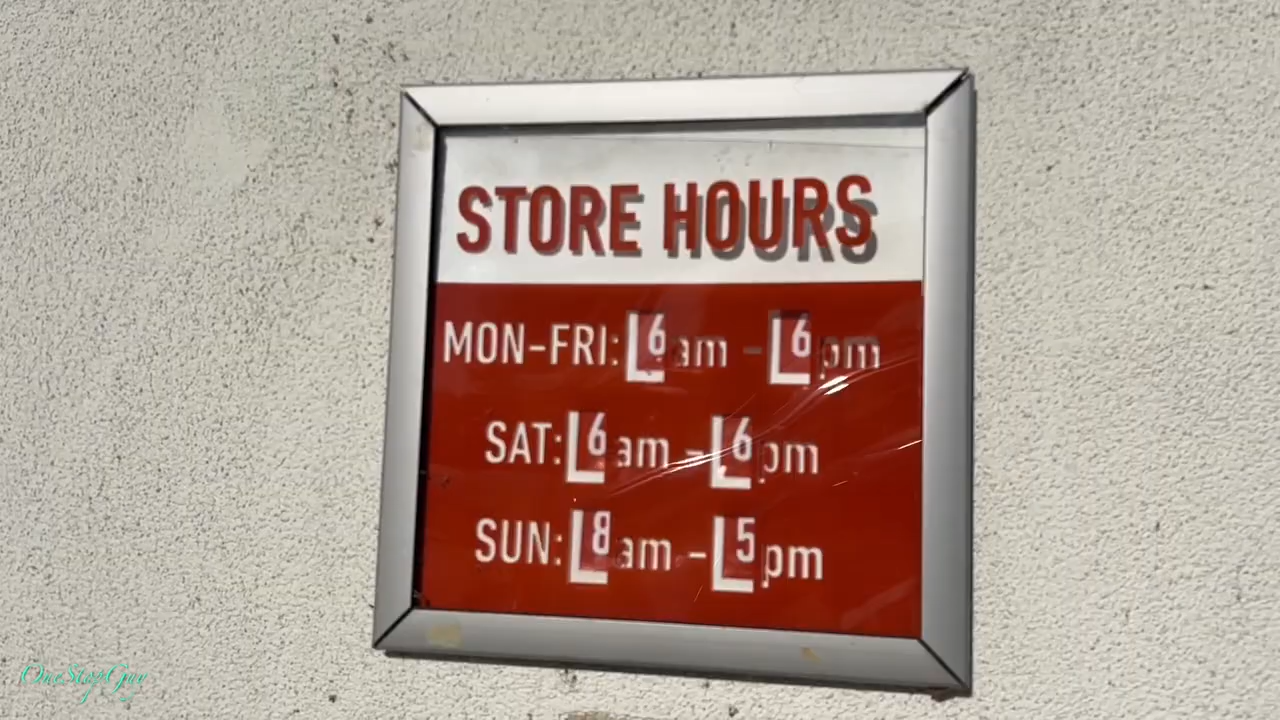 STORE HOURS
MON-FRI: 6am - 6pm
SAT: 6am - 6pm
SUN: 8am - 5pm
OneStopGuy